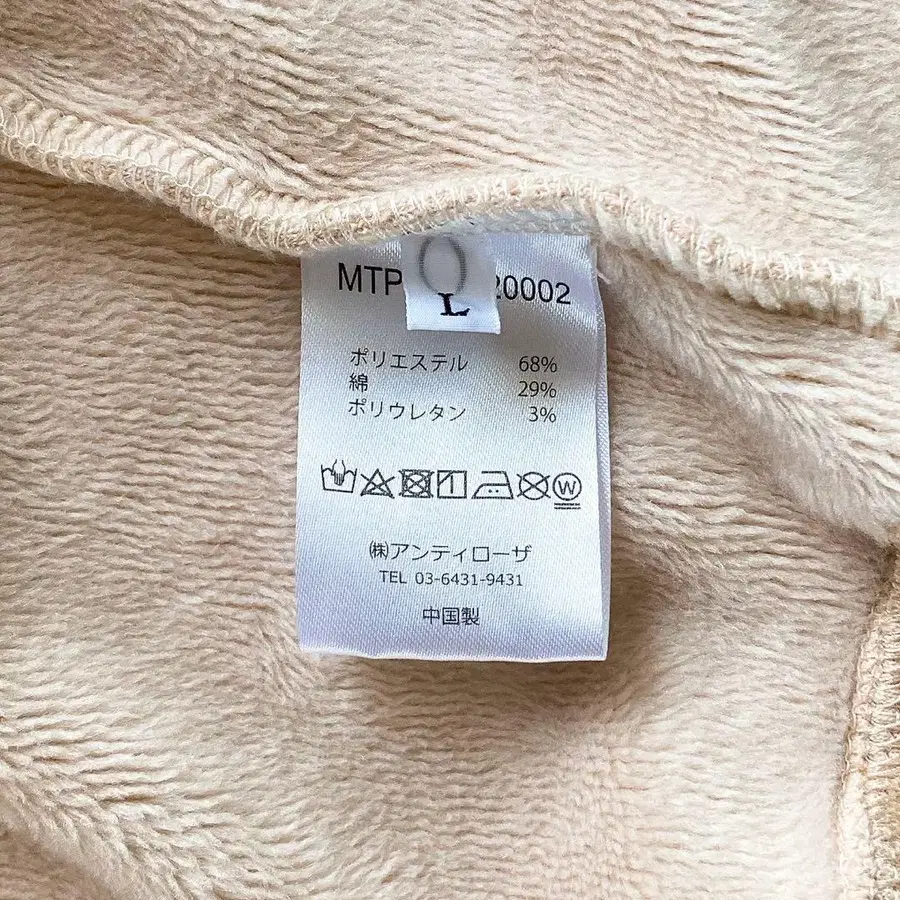 MTP 20002
L
ポリエステル 68%
綿 29%
ポリウレタン 3%
W
㈱アンティローザ
TEL 03-6431-9431
中国製